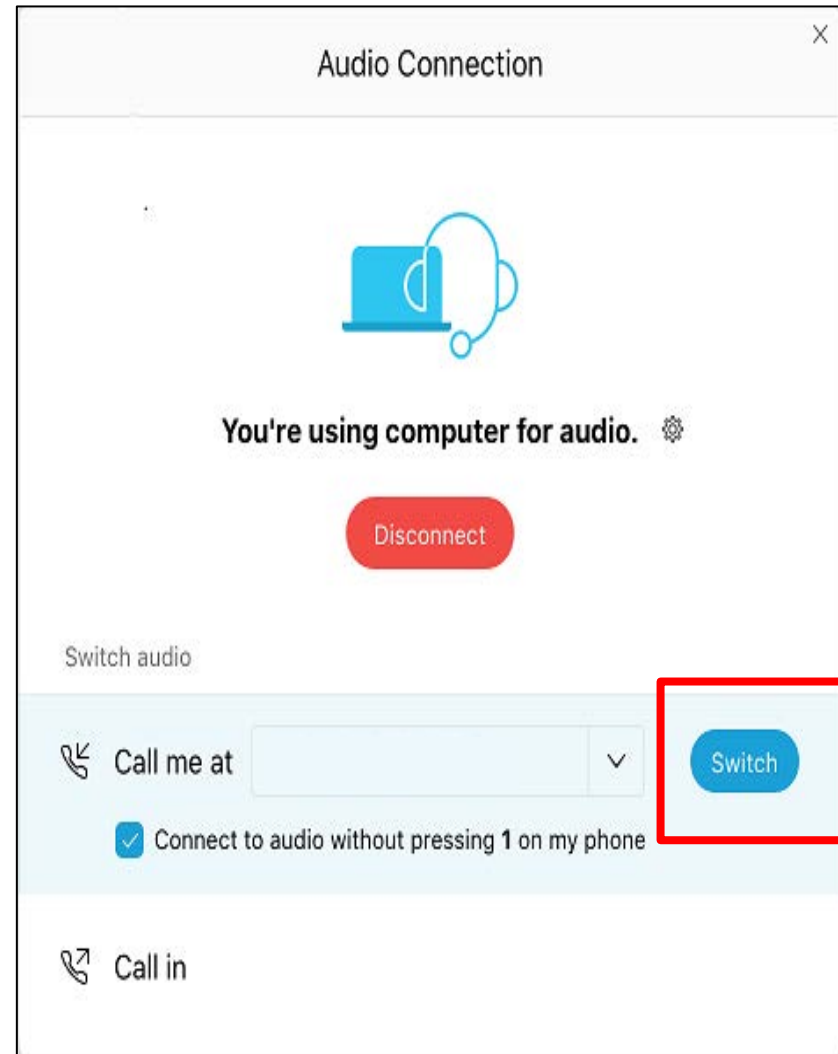 Audio Connection
You're using computer for audio.
Disconnect
Switch audio
Call me at
Switch
Connect to audio without pressing 1 on my phone
Call in